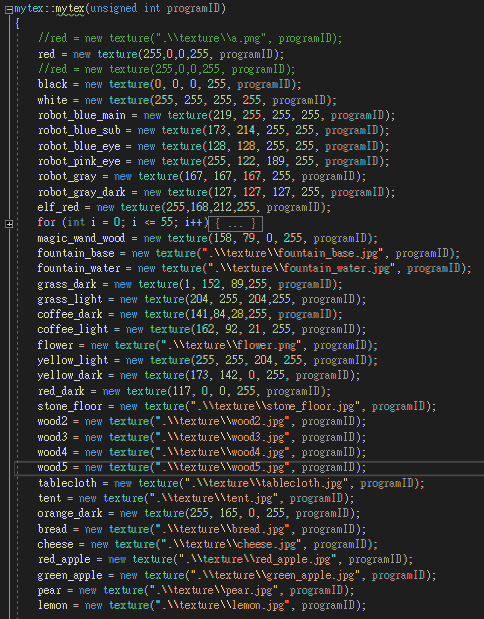 mytex::mytex(unsigned int programID)
{
//red = new texture(".\\texture\\a.png", programID);
red = new texture(255,0,0,255, programID);
//red = new texture(255,0,0,255, programID);
black = new texture(0, 0, 0, 255, programID);
white = new texture(255, 255, 255, 255, programID);
robot_blue_main = new texture(219, 255, 255, 255, programID);
robot_blue_sub = new texture(173, 214, 255, 255, programID);
robot_blue_eye = new texture(128, 128, 255, 255, programID);
robot_pink_eye = new texture(255, 122, 189, 255, programID);
robot_gray = new texture(167, 167, 167, 255, programID);
robot_gray_dark = new texture(127, 127, 127, 255, programID);
elf_red = new texture(255,168,212,255, programID);
for (int i = 0; i <= 55; i++){ ... }
magic_wand_wood = new texture(158, 79, 0, 255, programID);
fountain_base = new texture(".\\texture\\fountain_base.jpg", programID);
fountain_water = new texture(".\\texture\\fountain_water.jpg", programID);
grass_dark = new texture(1, 152, 89,255, programID);
grass_light = new texture(204, 255, 204,255, programID);
coffee_dark = new texture(141,84,28,255, programID);
coffee_light = new texture(162, 92, 21, 255, programID);
flower = new texture(".\\texture\\flower.png", programID);
yellow_light = new texture(255, 255, 204, 255, programID);
yellow_dark = new texture(173, 142, 0, 255, programID);
red_dark = new texture(117, 0, 0, 255, programID);
stone_floor = new texture(".\\texture\\stone_floor.jpg", programID);
wood2 = new texture(".\\texture\\wood2.jpg", programID);
wood3 = new texture(".\\texture\\wood3.jpg", programID);
wood4 = new texture(".\\texture\\wood4.jpg", programID);
wood5 = new texture(".\\texture\\wood5.jpg", programID);
tablecloth = new texture(".\\texture\\tablecloth.jpg", programID);
tent = new texture(".\\texture\\tent.jpg", programID);
orange_dark = new texture(255, 165, 0, 255, programID);
bread = new texture(".\\texture\\bread.jpg", programID);
cheese = new texture(".\\texture\\cheese.jpg", programID);
red_apple = new texture(".\\texture\\red_apple.jpg", programID);
green_apple = new texture(".\\texture\\green_apple.jpg", programID);
pear = new texture(".\\texture\\pear.jpg", programID);
lemon = new texture(".\\texture\\lemon.jpg", programID);